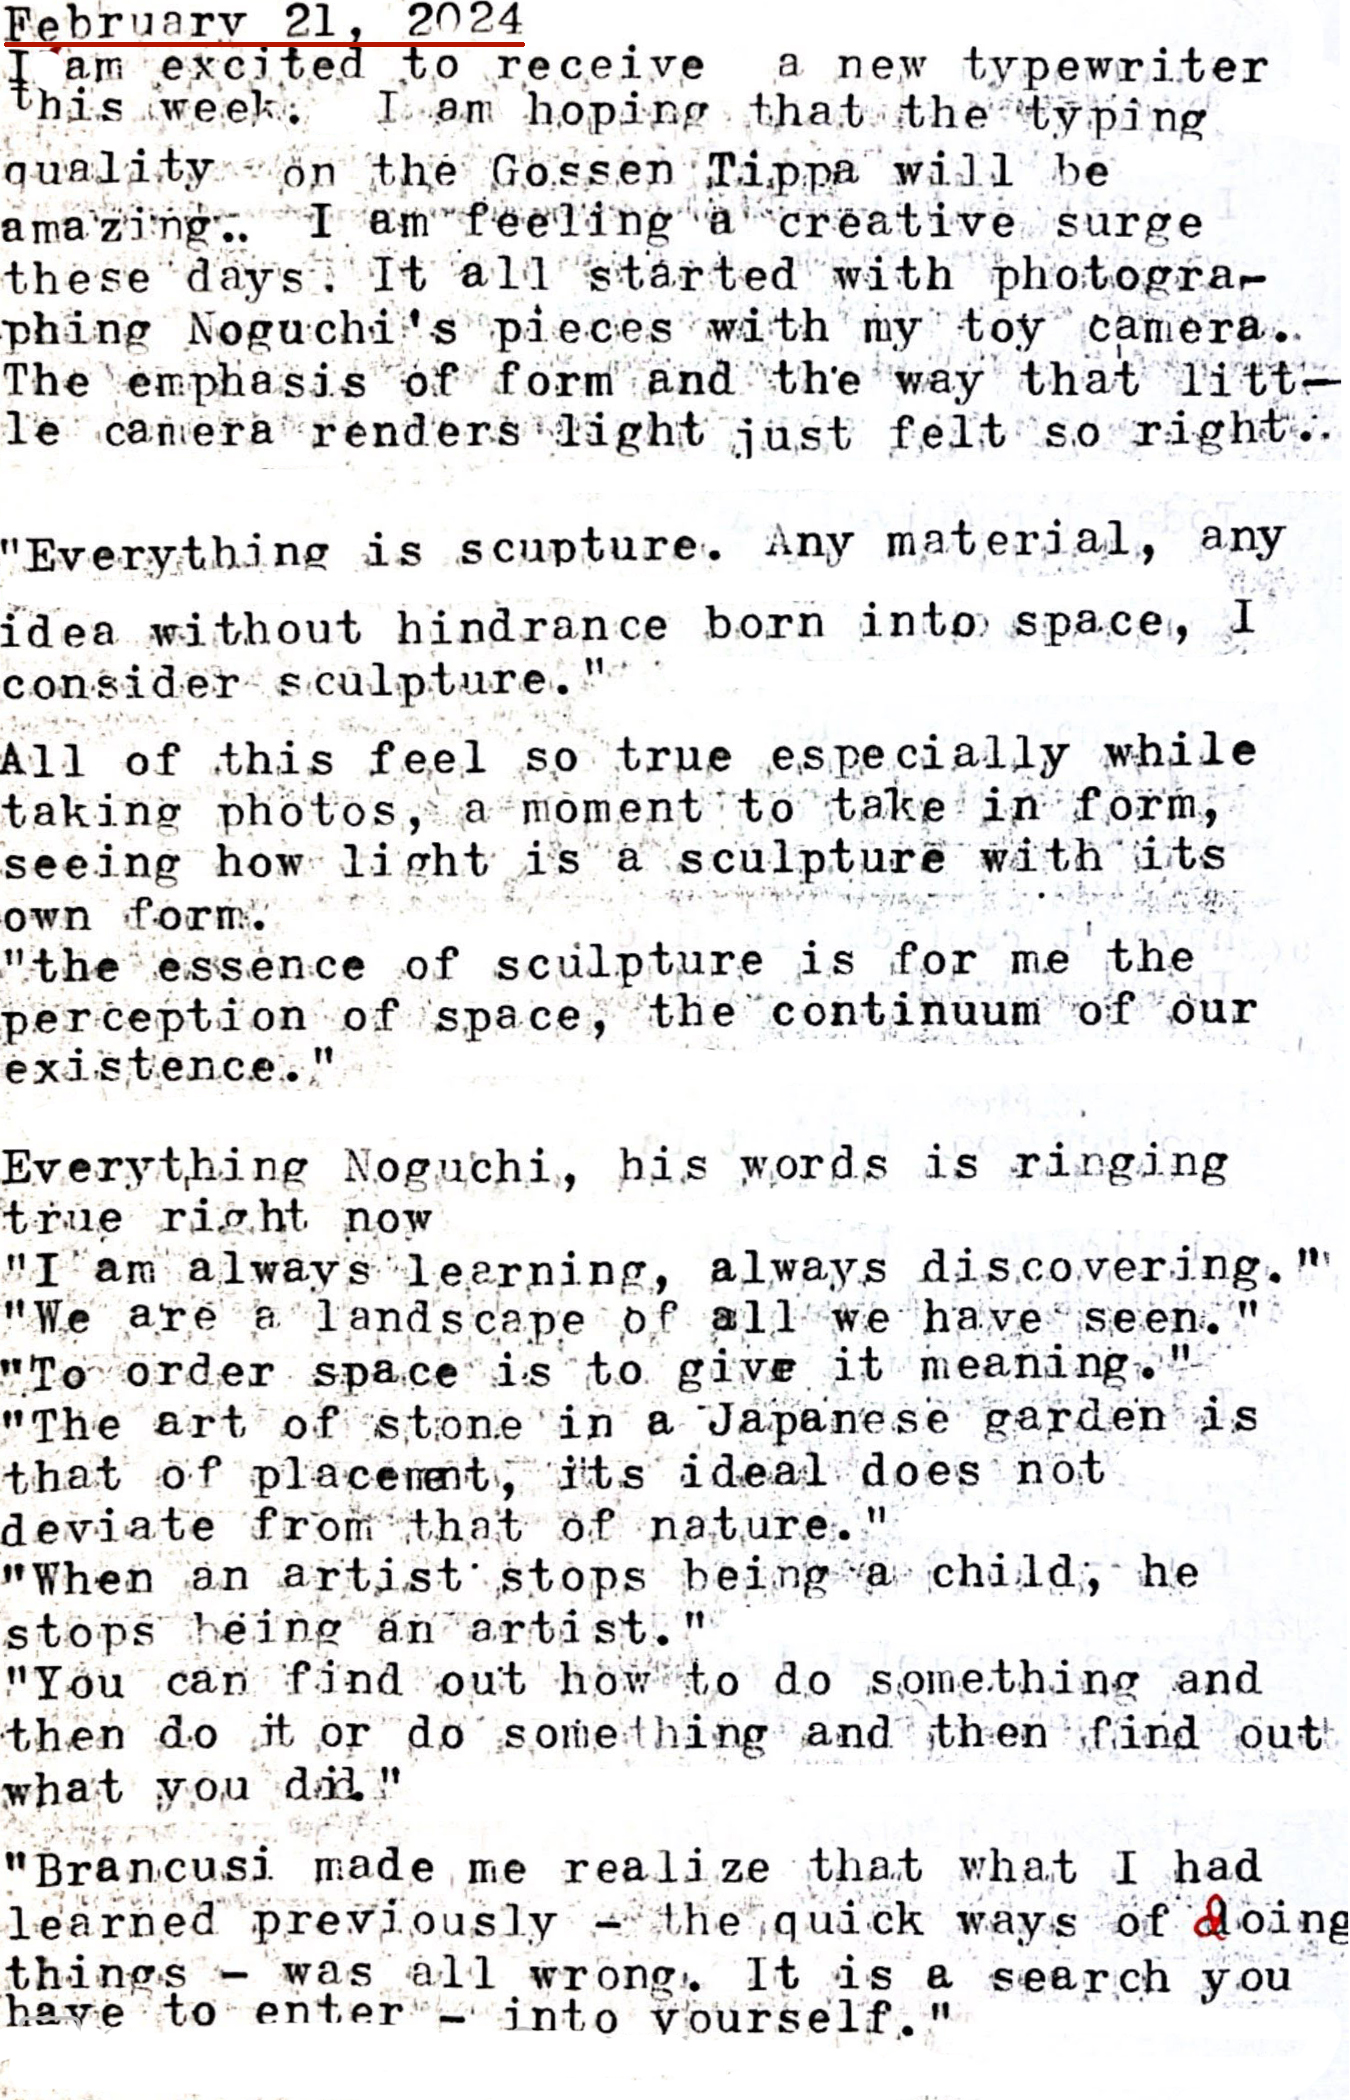 February 21, 2024
I am excited to receive a new typewriter
this week. I am hoping that the typing
quality on the Gossen Tippa will be
amazing.. I am feeling a creative surge
these days. It all started with photogra-
phing Noguchi's pieces with my toy camera..
The emphasis of form and the way that litt-
le camera renders light just felt so right..
"Everything is scupture. Any material, any
idea without hindrance born into space, I
consider sculpture."
All of this feel so true especially while
taking photos, a moment to take in form,
seeing how light is a sculpture with its
own form.
"the essence of sculpture is for me the
perception of space, the continuum of our
existence."
Everything Noguchi, his words is ringing
true right now
"I am always learning, always discovering."
"We are a landscape of all we have seen."
"To order space is to give it meaning."
"The art of stone in a Japanese garden is
that of placement, its ideal does not
deviate from that of nature."
"When an artist stops being a child, he
stops being an artist."
"You can find out how to do something and
then do it or do something and then find out
what you did."
"Brancusi made me realize that what I had
learned previously - the quick ways of doing
things - was all wrong. It is a search you
have to enter - into yourself."